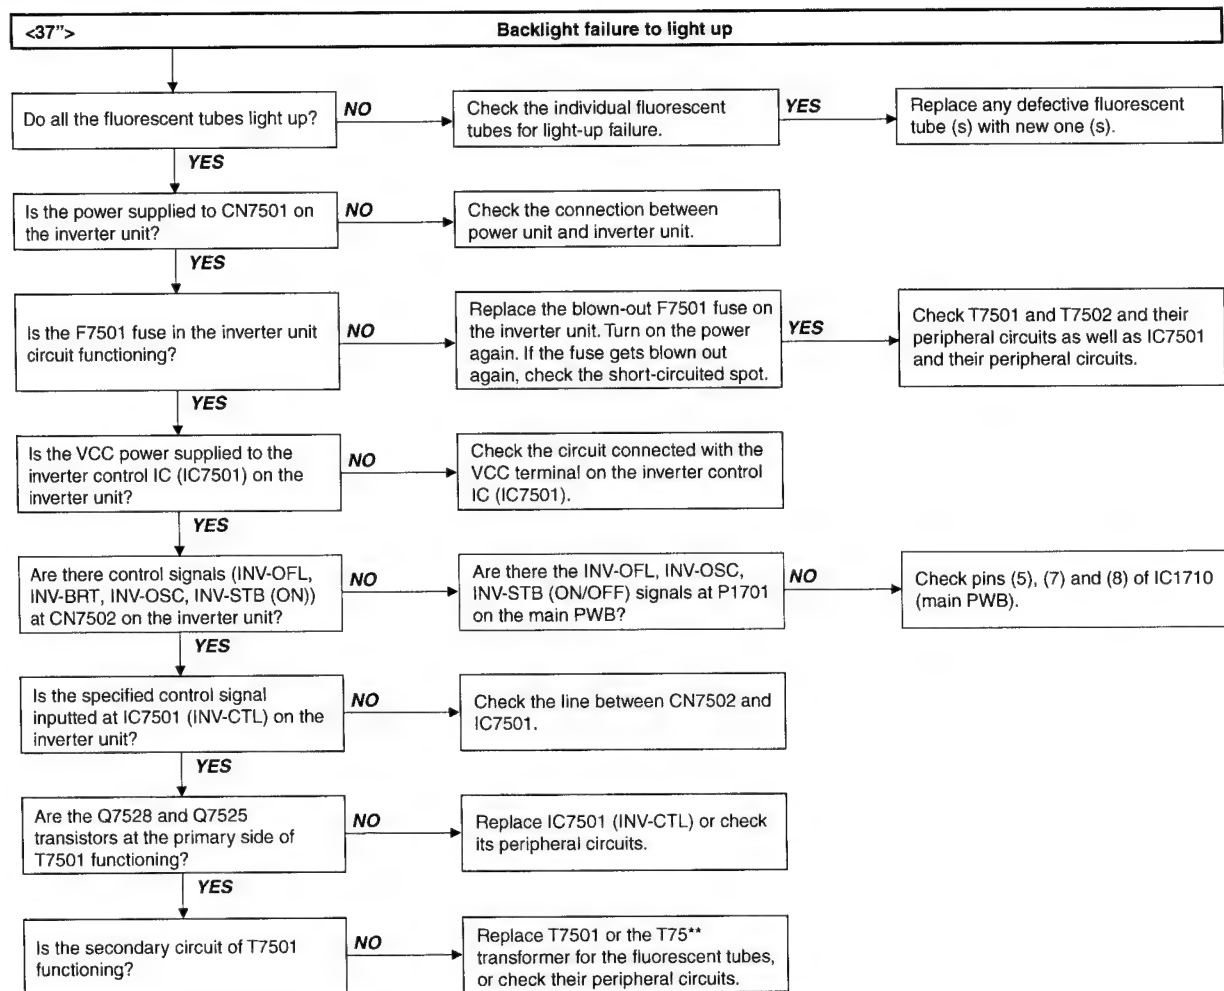 <37"> Backlight failure to light up
Do all the fluorescent tubes light up?
NO
Check the individual fluorescent
tubes for light-up failure.
YES
Replace any defective fluorescent
tube (s) with new one (s).
YES
Is the power supplied to CN7501 on
the inverter unit?
NO
Check the connection between
power unit and inverter unit.
YES
Is the F7501 fuse in the inverter unit
circuit functioning?
NO
Replace the blown-out F7501 fuse on
the inverter unit. Turn on the power
again. If the fuse gets blown out
again, check the short-circuited spot.
YES
Check T7501 and T7502 and their
peripheral circuits as well as IC7501
and their peripheral circuits.
YES
Is the VCC power supplied to the
inverter control IC (IC7501) on the
inverter unit?
NO
Check the circuit connected with the
VCC terminal on the inverter control
IC (IC7501).
YES
Are there control signals (INV-OFL,
INV-BRT, INV-OSC, INV-STB (ON))
at CN7502 on the inverter unit?
NO
Are there the INV-OFL, INV-OSC,
INV-STB (ON/OFF) signals at P1701
on the main PWB?
NO
Check pins (5), (7) and (8) of IC1710
(main PWB).
YES
Is the specified control signal
inputted at IC7501 (INV-CTL) on the
inverter unit?
NO
Check the line between CN7502 and
IC7501.
YES
Are the Q7528 and Q7525
transistors at the primary side of
T7501 functioning?
NO
Replace IC7501 (INV-CTL) or check
its peripheral circuits.
YES
Is the secondary circuit of T7501
functioning?
NO
Replace T7501 or the T75**
transformer for the fluorescent tubes,
or check their peripheral circuits.